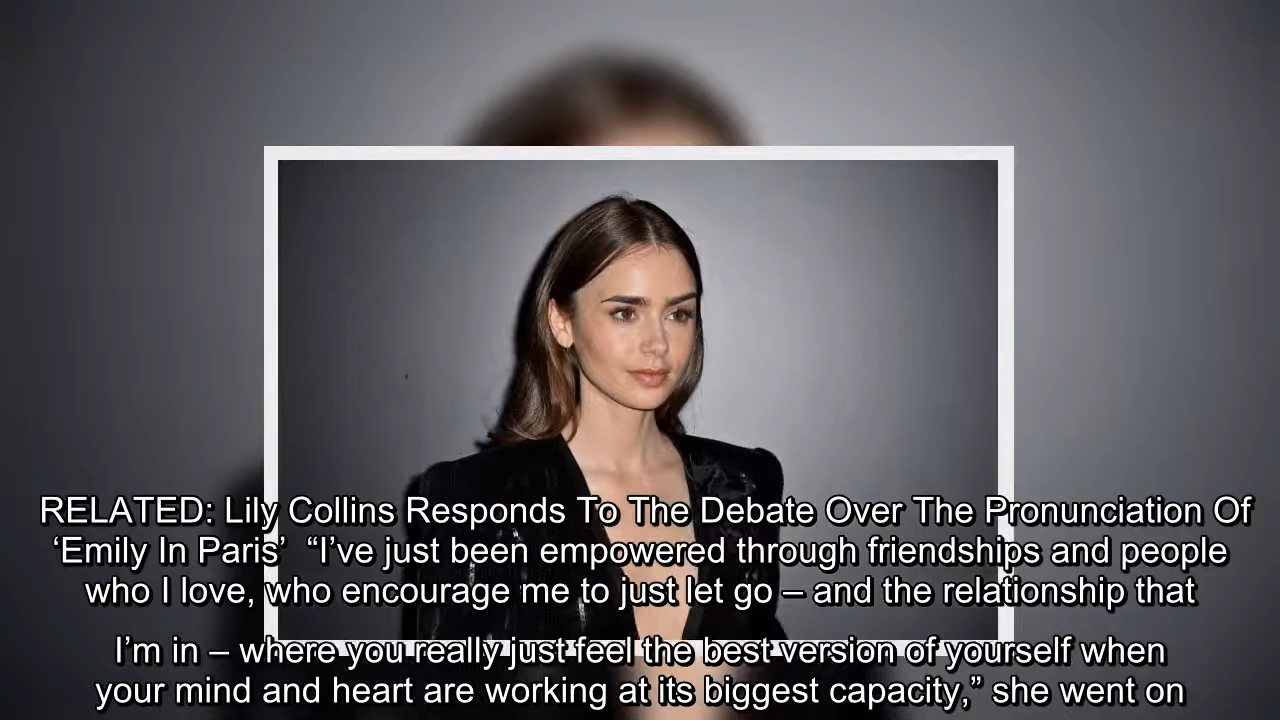 RELATED: Lily Collins Responds To The Debate Over The Pronunciation Of
‘Emily In Paris’  “I’ve just been empowered through friendships and people
who I love, who encourage me to just let go – and the relationship that
I’m in – where you really just feel the best version of yourself when
your mind and heart are working at its biggest capacity,” she went on